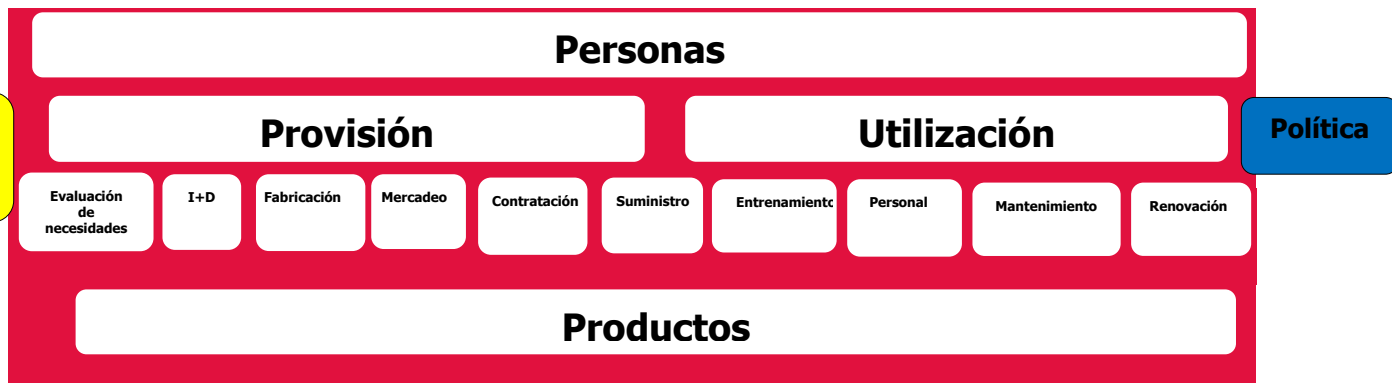 Personas
Provisión
Utilización
Política
Evaluación
de
necesidades
I+D
Fabricación
Mercadeo
Contratación
Suministro
Entrenamiento
Personal
Mantenimiento
Renovación
Productos